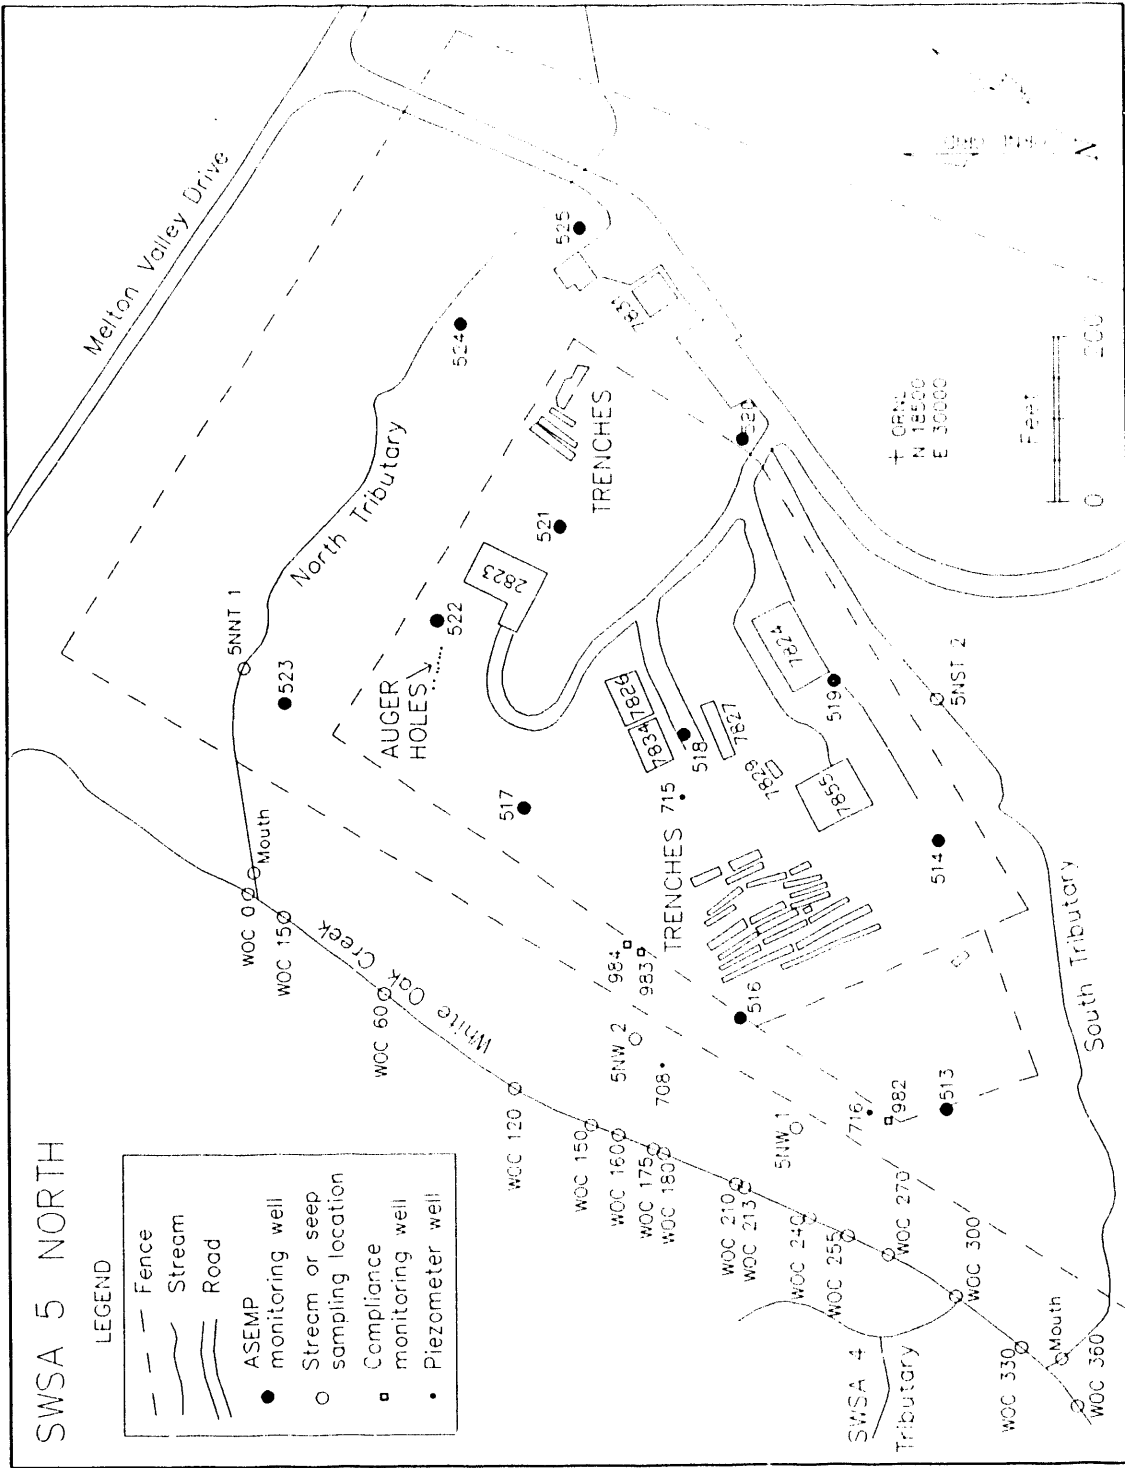 SWSA 5 NORTH
LEGEND
Fence
Stream
Road
ASEMP
monitoring well
Stream or seep
sampling location
Compliance
monitoring well
Piezometer well
Melton Valley Drive
North Tributary
5NNT 1
523
Mouth
WOC 0
WOC 15
WOC 60
White Oak Creek
WOC 120
WOC 150
WOC 160
WOC 175
WOC 180
WOC 210
WOC 213
WOC 240
WOC 255
WOC 270
WOC 300
WOC 330
Mouth
WOC 360
SWSA 4
Tributary
South Tributary
5NW 1
5NW 2
708
716
982
513
984
983
516
TRENCHES
715
517
AUGER
HOLES
522
2823
521
TRENCHES
524
525
7831
520
7826
7834
518
7827
7829
7855
7824
519
5NST 2
514
+ ORNL
N 18500
E 30000
Feet
0
200
N